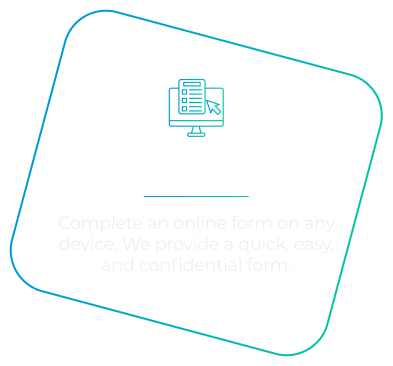 Complete an online form on any
device. We provide a quick, easy,
and confidential form.